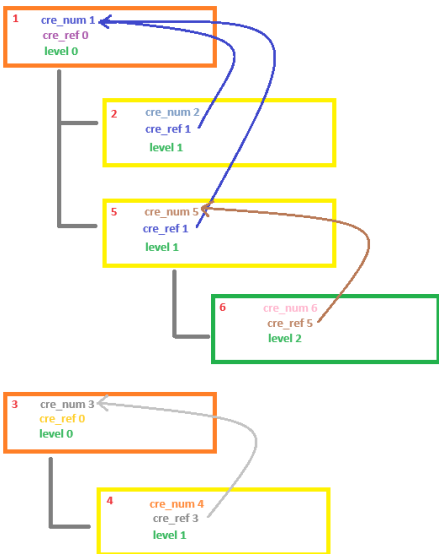 1 cre_num 1
cre_ref 0
level 0
2 cre_num 2
cre_ref 1
level 1
5 cre_num 5
cre_ref 1
level 1
6 cre_num 6
cre_ref 5
level 2
3 cre_num 3
cre_ref 0
level 0
4 cre_num 4
cre_ref 3
level 1